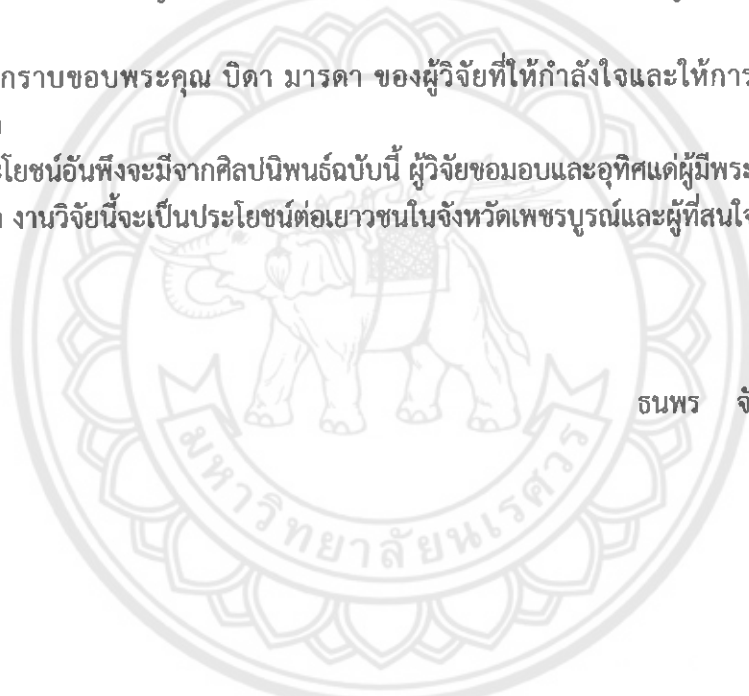 กราบขอบพระคุณ บิดา มารดา ของผู้วิจัยที่ให้กำลังใจและให้การ
โยชน์อันพึงจะมีจากศิลปนิพนธ์ฉบับนี้ ผู้วิจัยขอมอบและอุทิศแด่ผู้มีพระ
งานวิจัยนี้จะเป็นประโยชน์ต่อเยาวชนในจังหวัดเพชรบูรณ์และผู้ที่สนใจ
ธนพร
มหาวิทยาลัยนเรศวร